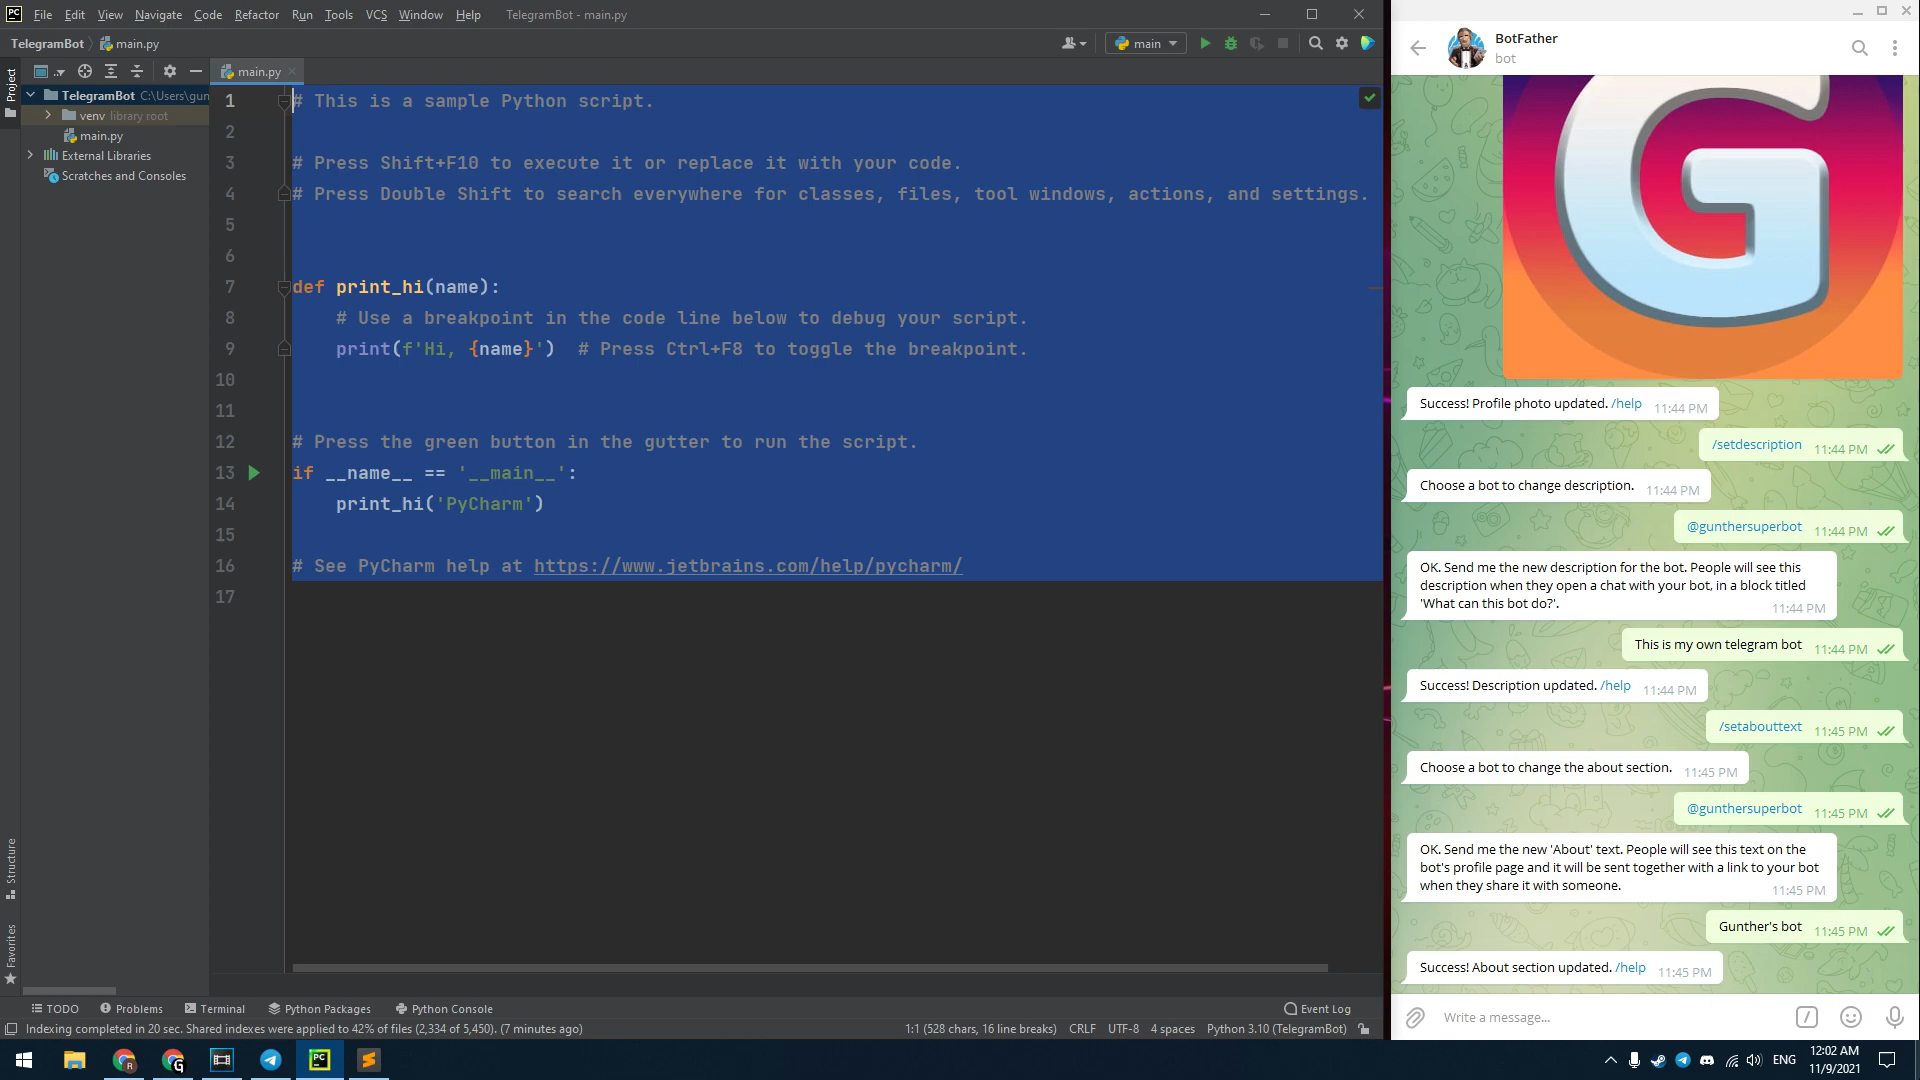 PC File Edit View Navigate Code Refactor Run Tools VCS Window Help TelegramBot - main.py
TelegramBot main.py
main
Project
main.py
TelegramBot C:\Users\gun
venv library root
main.py
External Libraries
Scratches and Consoles
1 # This is a sample Python script.
2
3 # Press Shift+F10 to execute it or replace it with your code.
4 # Press Double Shift to search everywhere for classes, files, tool windows, actions, and settings.
5
6
7 def print_hi(name):
8 # Use a breakpoint in the code line below to debug your script.
9 print(f'Hi, {name}') # Press Ctrl+F8 to toggle the breakpoint.
10
11
12 # Press the green button in the gutter to run the script.
13 if __name__ == '__main__':
14 print_hi('PyCharm')
15
16 # See PyCharm help at https://www.jetbrains.com/help/pycharm/
17
Structure
Favorites
TODO Problems Terminal Python Packages Python Console Event Log
Indexing completed in 20 sec. Shared indexes were applied to 42% of files (2,334 of 5,450). (7 minutes ago) 1:1 (528 chars, 16 line breaks) CRLF UTF-8 4 spaces Python 3.10 (TelegramBot)
BotFather
bot
G
Success! Profile photo updated. /help 11:44 PM
/setdescription 11:44 PM
Choose a bot to change description. 11:44 PM
@gunthersuperbot 11:44 PM
OK. Send me the new description for the bot. People will see this
description when they open a chat with your bot, in a block titled
'What can this bot do?'. 11:44 PM
This is my own telegram bot 11:44 PM
Success! Description updated. /help 11:44 PM
/setabouttext 11:45 PM
Choose a bot to change the about section. 11:45 PM
@gunthersuperbot 11:45 PM
OK. Send me the new 'About' text. People will see this text on the
bot's profile page and it will be sent together with a link to your bot
when they share it with someone. 11:45 PM
Gunther's bot 11:45 PM
Success! About section updated. /help 11:45 PM
Write a message...
R G PC ENG 12:02 AM
11/9/2021